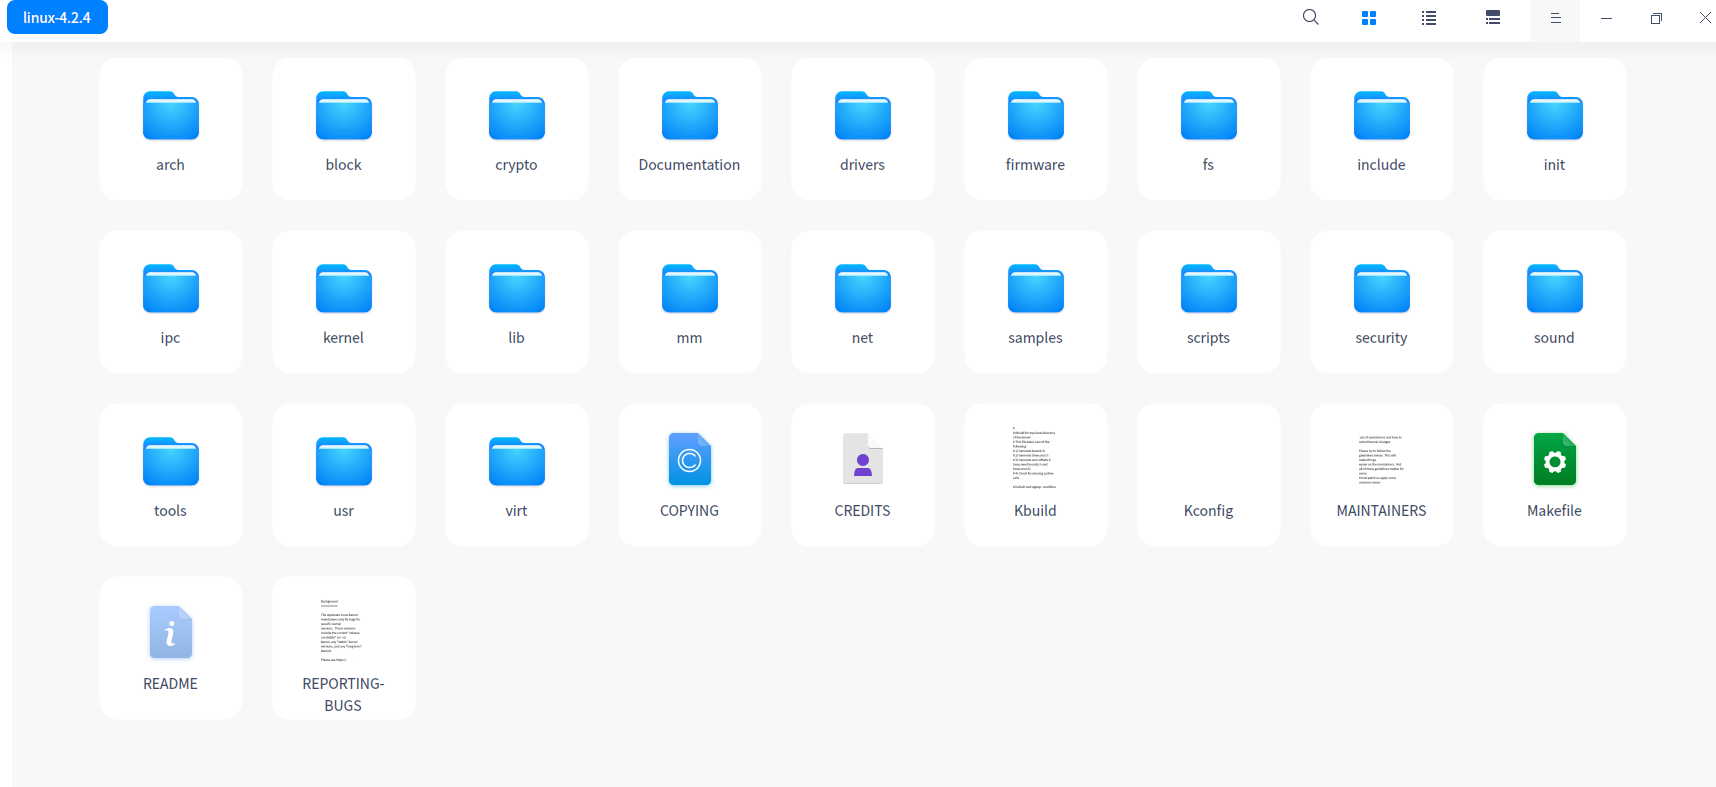 linux-4.2.4
arch
block
crypto
Documentation
drivers
firmware
fs
include
init
ipc
kernel
lib
mm
net
samples
scripts
security
sound
tools
usr
virt
COPYING
CREDITS
Kbuild
Kconfig
MAINTAINERS
Makefile
README
Background
REPORTING-
BUGS